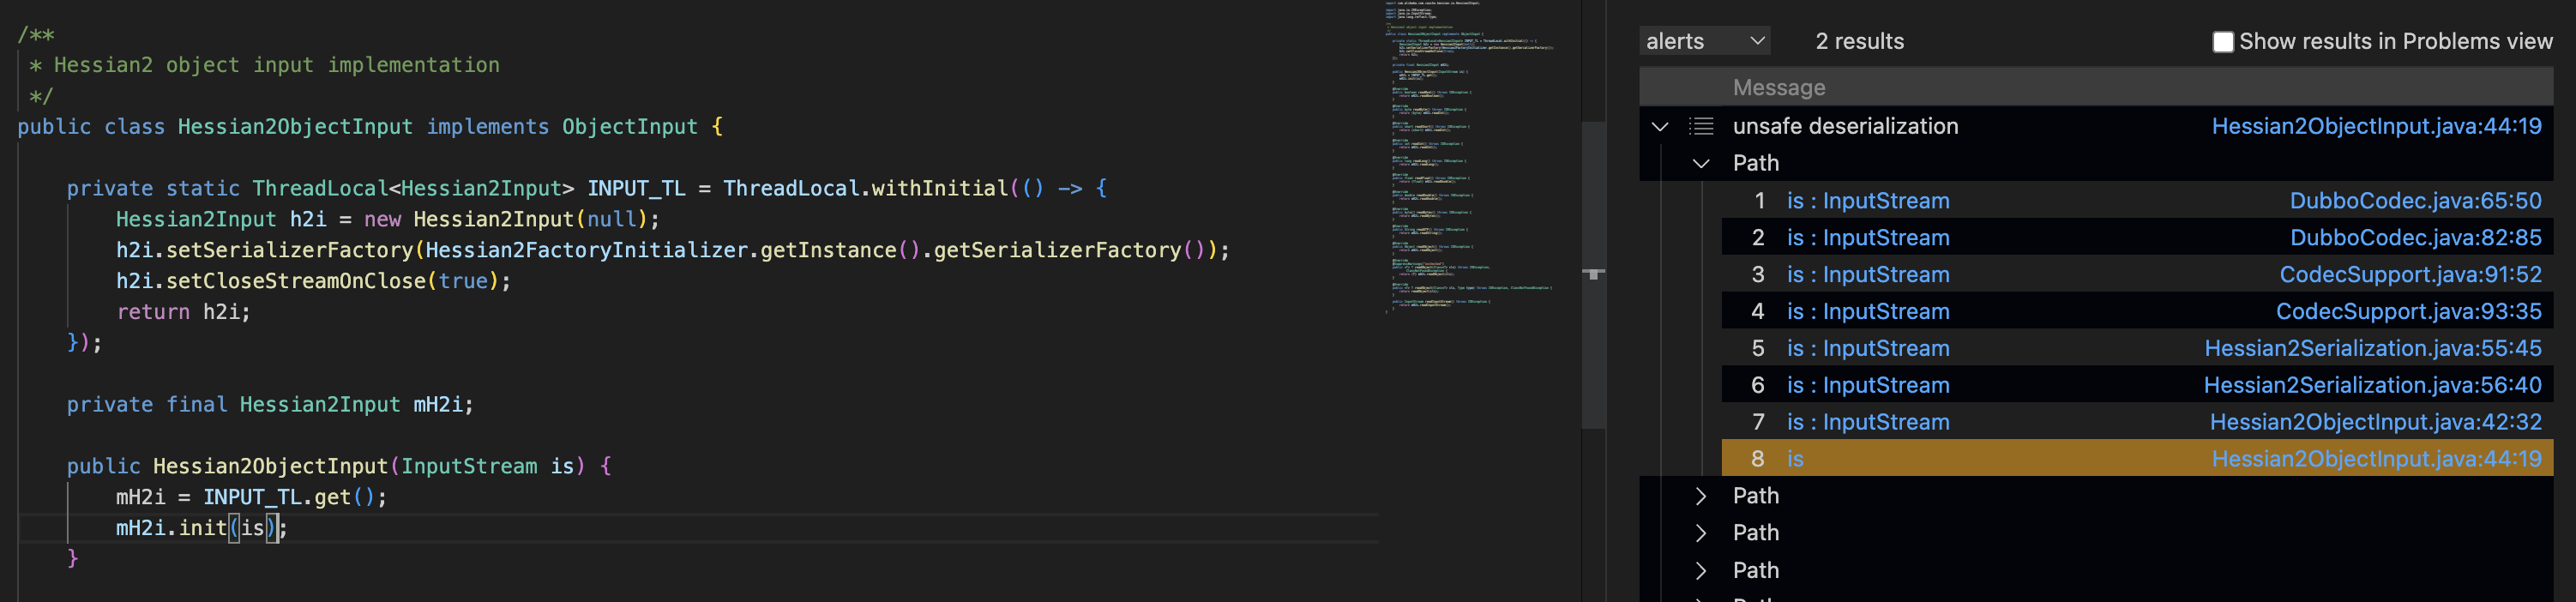 /**
 * Hessian2 object input implementation
 */
public class Hessian2ObjectInput implements ObjectInput {
    private static ThreadLocal<Hessian2Input> INPUT_TL = ThreadLocal.withInitial(() -> {
        Hessian2Input h2i = new Hessian2Input(null);
        h2i.setSerializerFactory(Hessian2FactoryInitializer.getInstance().getSerializerFactory());
        h2i.setCloseStreamOnClose(true);
        return h2i;
    });
    private final Hessian2Input mH2i;
    public Hessian2ObjectInput(InputStream is) {
        mH2i = INPUT_TL.get();
        mH2i.init(is);
    }
alerts 2 results Show results in Problems view
Message
unsafe deserialization Hessian2ObjectInput.java:44:19
Path
1 is : InputStream DubboCodec.java:65:50
2 is : InputStream DubboCodec.java:82:85
3 is : InputStream CodecSupport.java:91:52
4 is : InputStream CodecSupport.java:93:35
5 is : InputStream Hessian2Serialization.java:55:45
6 is : InputStream Hessian2Serialization.java:56:40
7 is : InputStream Hessian2ObjectInput.java:42:32
8 is Hessian2ObjectInput.java:44:19
Path
Path
Path